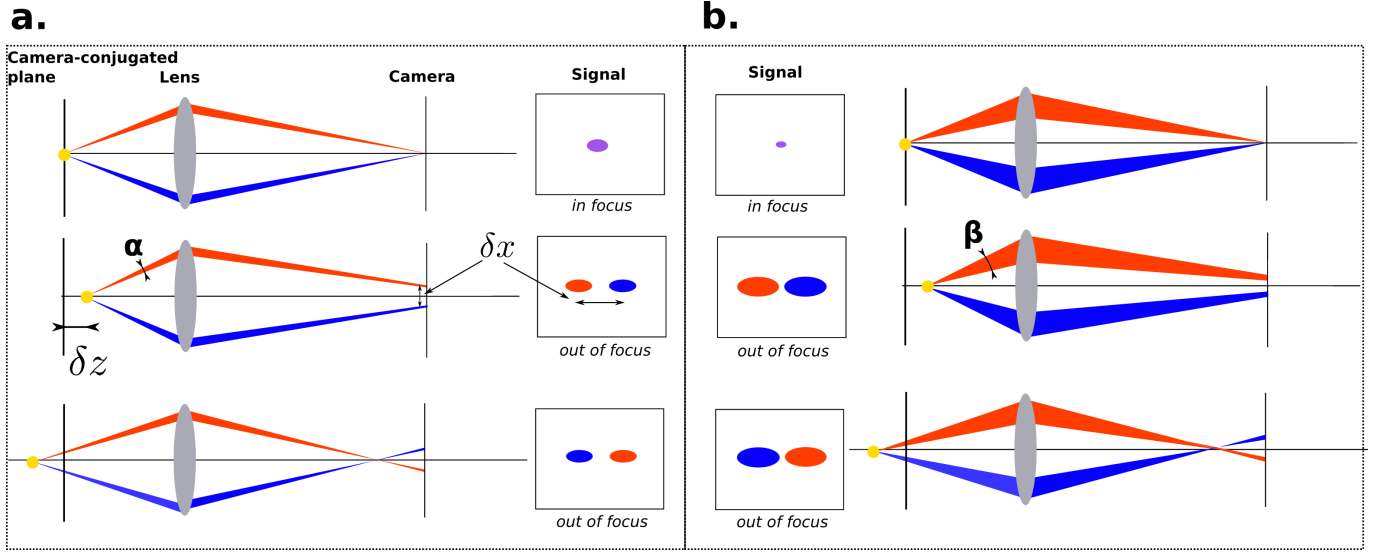 a.
b.
Camera-conjugated
plane
Lens
Camera
Signal
Signal
in focus
in focus
α
δx
β
δz
out of focus
out of focus
out of focus
out of focus